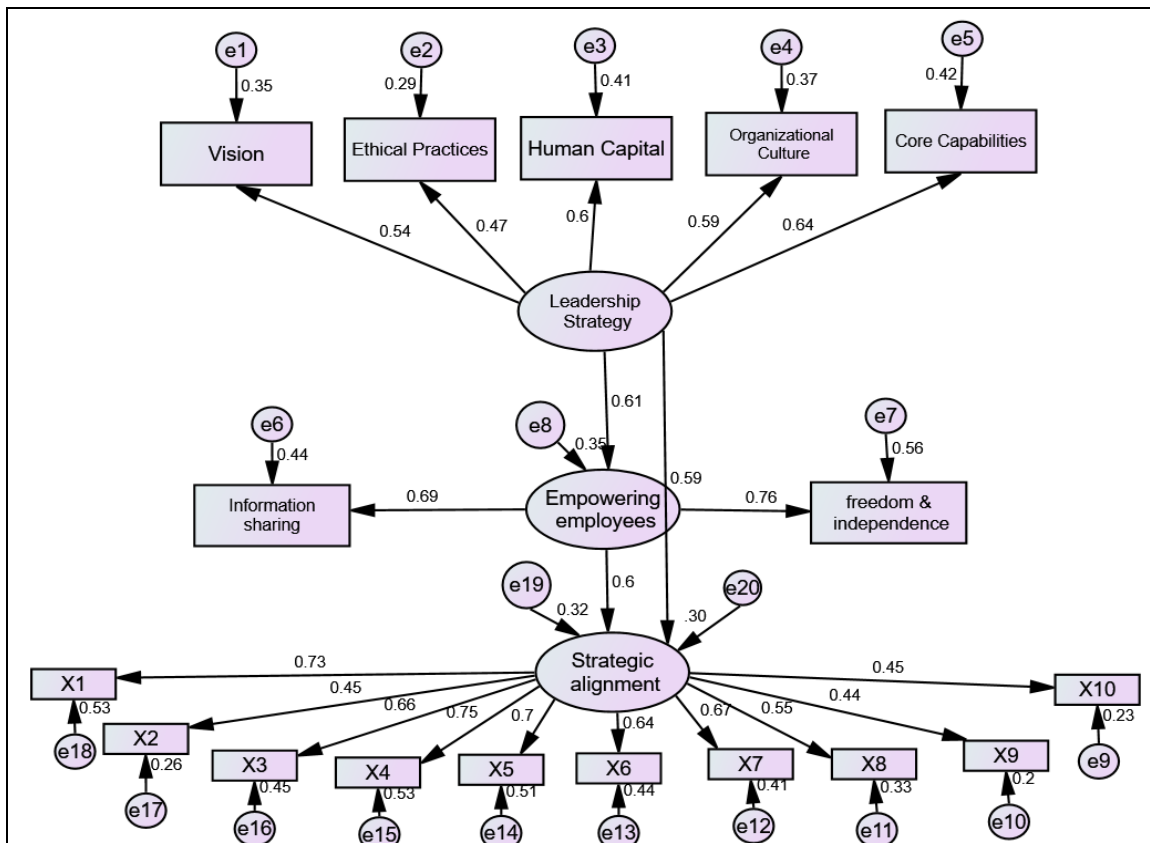 e1
e2
e3
e4
e5
0.35
0.29
0.41
0.37
0.42
Vision
Ethical Practices
Human Capital
Organizational
Culture
Core Capabilities
0.54
0.47
0.6
0.59
0.64
Leadership
Strategy
0.61
e6
e8
e7
0.44
0.35
0.56
0.59
Information
sharing
0.69
Empowering
employees
0.76
freedom &
independence
0.6
e19
e20
0.32
.30
Strategic
alignment
0.73
0.45
0.66
0.75
0.7
0.64
0.67
0.55
0.44
0.45
X1
X2
X3
X4
X5
X6
X7
X8
X9
X10
0.53
0.26
0.45
0.53
0.51
0.44
0.41
0.33
0.2
0.23
e18
e17
e16
e15
e14
e13
e12
e11
e10
e9